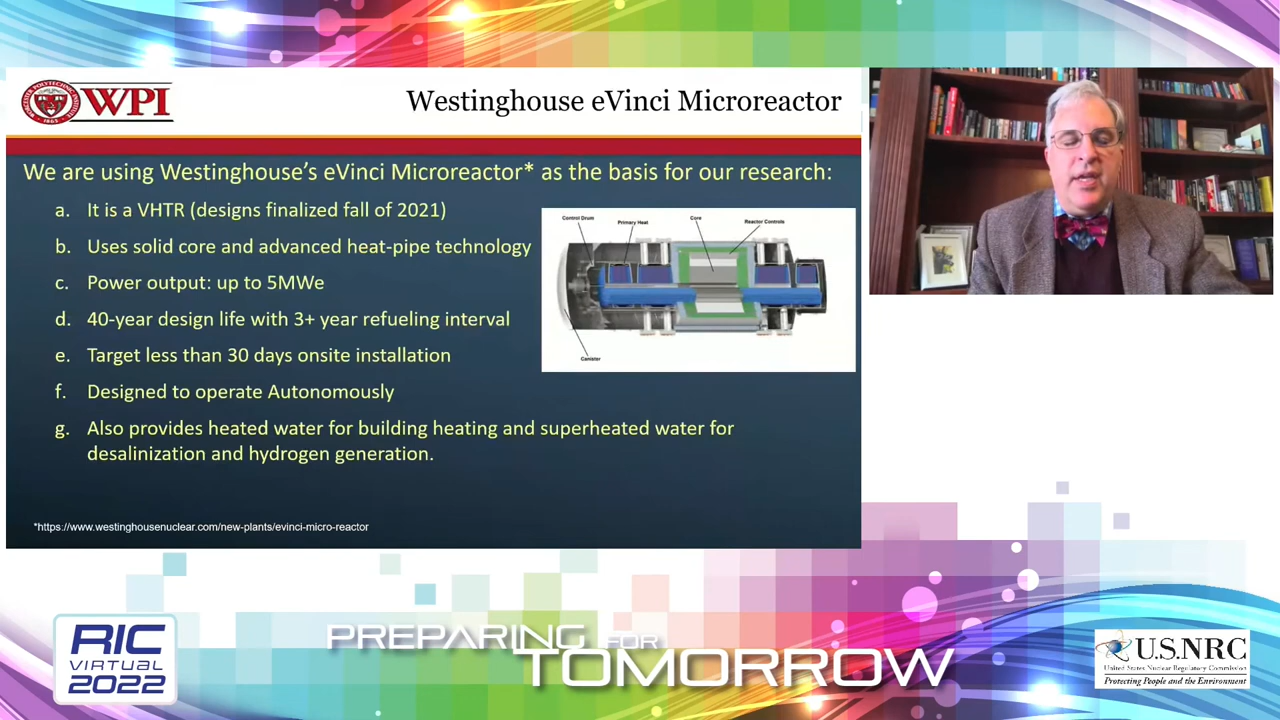 WPI
Westinghouse eVinci Microreactor
We are using Westinghouse's eVinci Microreactor* as the basis for our research:
a. It is a VHTR (designs finalized fall of 2021)
b. Uses solid core and advanced heat-pipe technology
c. Power output: up to 5MWe
d. 40-year design life with 3+ year refueling interval
e. Target less than 30 days onsite installation
f. Designed to operate Autonomously
g. Also provides heated water for building heating and superheated water for
desalinization and hydrogen generation.
Control Drum
Primary Heat
Core
Reactor Controls
Canister
*https://www.westinghousenuclear.com/new-plants/evinci-micro-reactor
RIC
VIRTUAL
2022
PREPARING FOR
TOMORROW
U.S.NRC
United States Nuclear Regulatory Commission
Protecting People and the Environment